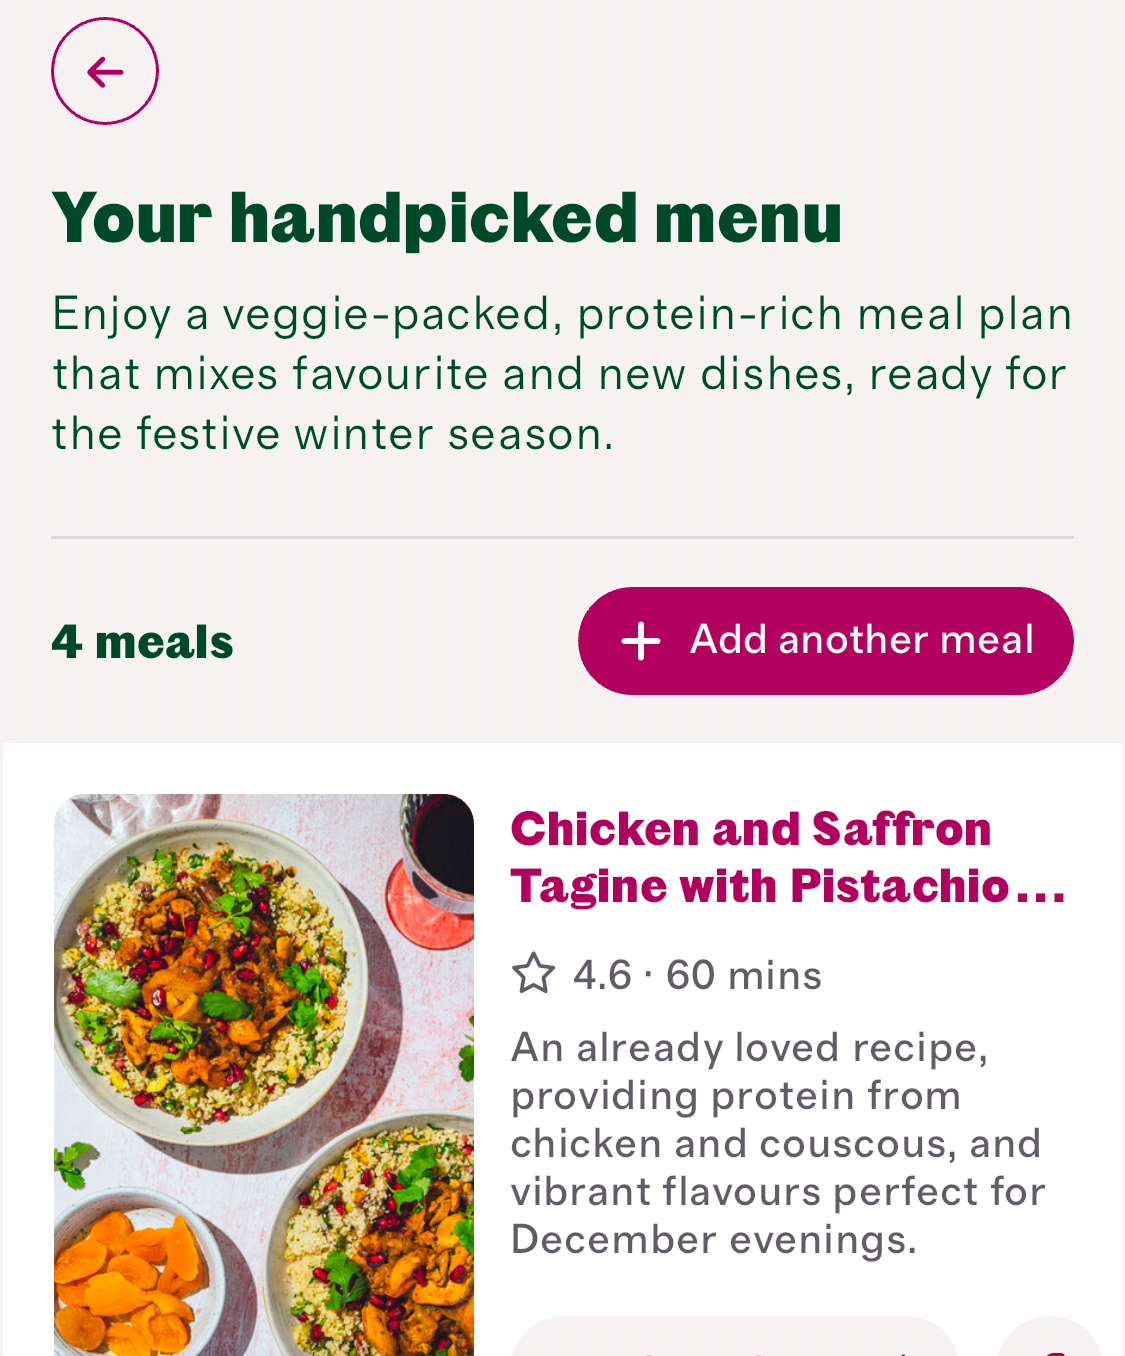 Your handpicked menu
Enjoy a veggie-packed, protein-rich meal plan
that mixes favourite and new dishes, ready for
the festive winter season.
4 meals
Add another meal
Chicken and Saffron
Tagine with Pistachio...
4.6 · 60 mins
An already loved recipe,
providing protein from
chicken and couscous, and
vibrant flavours perfect for
December evenings.